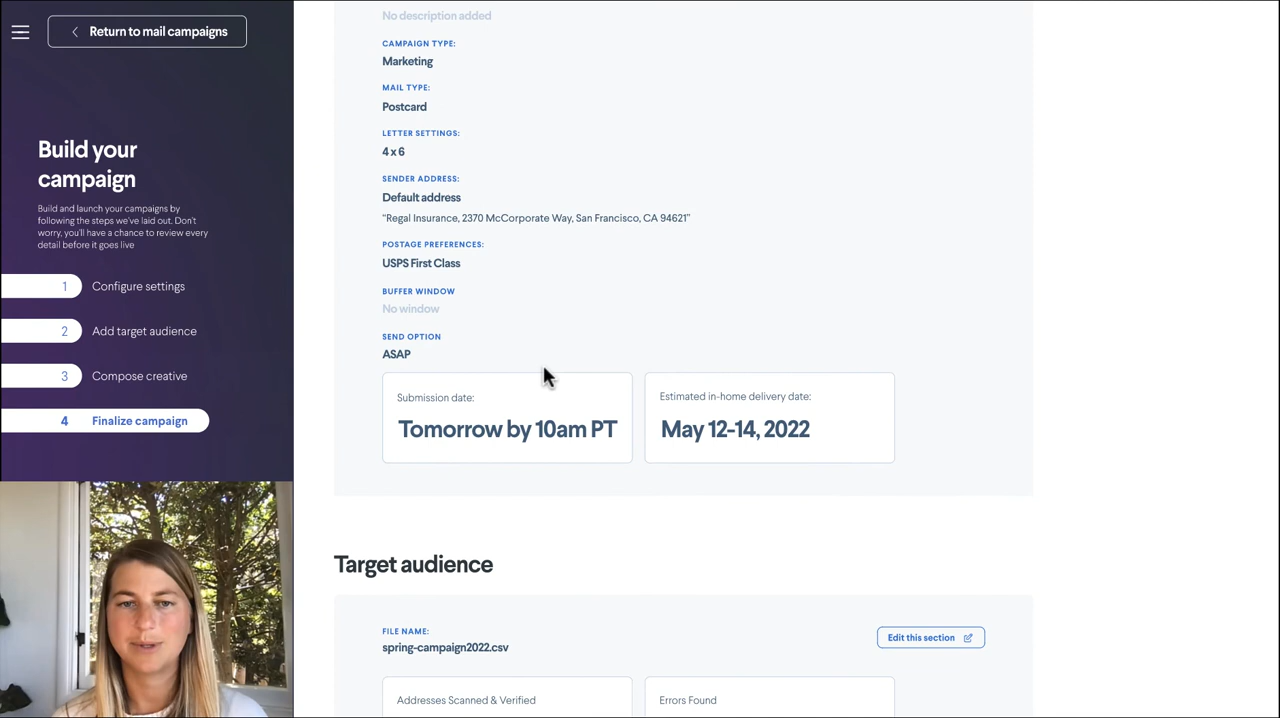 Return to mail campaigns
Build your
campaign
Build and launch your campaigns by
following the steps we've laid out. Don't
worry, you'll have a chance to review every
detail before it goes live
1 Configure settings
2 Add target audience
3 Compose creative
4 Finalize campaign
No description added
CAMPAIGN TYPE:
Marketing
MAIL TYPE:
Postcard
LETTER SETTINGS:
4 x 6
SENDER ADDRESS:
Default address
"Regal Insurance, 2370 McCorporate Way, San Francisco, CA 94621"
POSTAGE PREFERENCES:
USPS First Class
BUFFER WINDOW
No window
SEND OPTION
ASAP
Submission date:
Tomorrow by 10am PT
Estimated in-home delivery date:
May 12-14, 2022
Target audience
FILE NAME:
spring-campaign2022.csv
Edit this section
Addresses Scanned & Verified
Errors Found